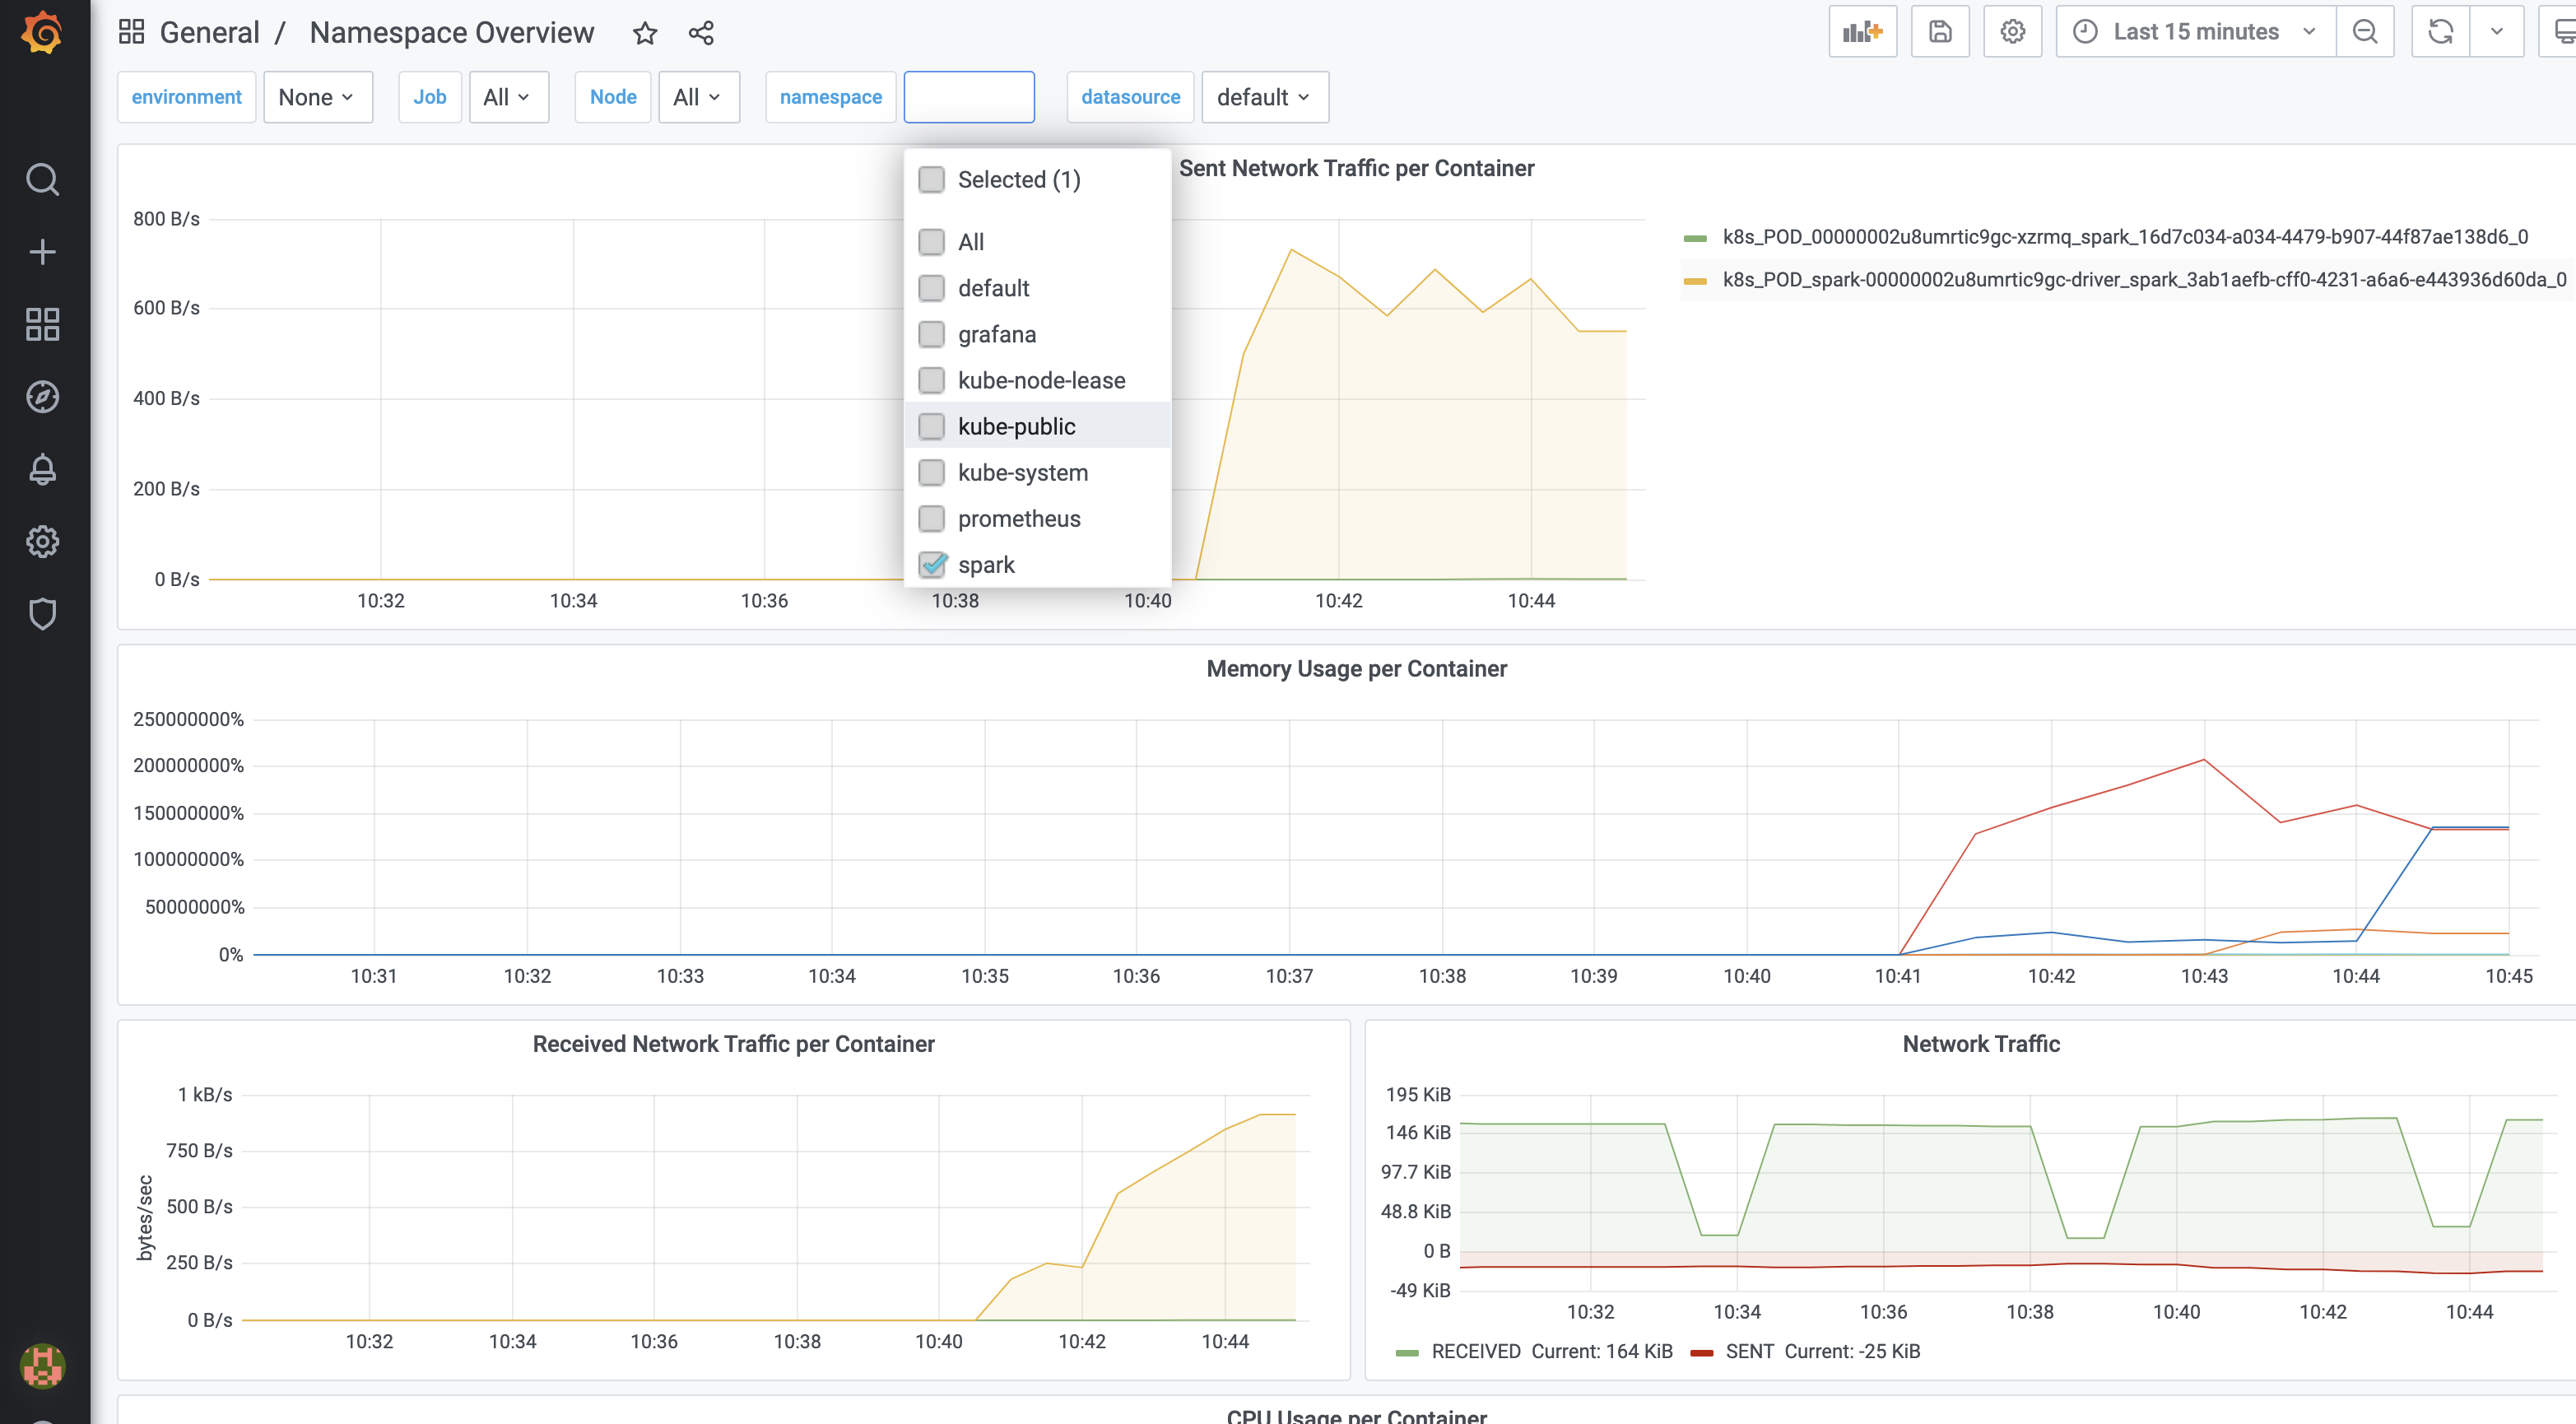 General / Namespace Overview
Last 15 minutes
environment None Job All Node All namespace datasource default
Selected (1)
All
default
grafana
kube-node-lease
kube-public
kube-system
prometheus
spark
Sent Network Traffic per Container
800 B/s
600 B/s
400 B/s
200 B/s
0 B/s
10:32 10:34 10:36 10:38 10:40 10:42 10:44
k8s_POD_00000002u8umrtic9gc-xzrmq_spark_16d7c034-a034-4479-b907-44f87ae138d6_0
k8s_POD_spark-00000002u8umrtic9gc-driver_spark_3ab1aefb-cff0-4231-a6a6-e443936d60da_0
Memory Usage per Container
250000000%
200000000%
150000000%
100000000%
50000000%
0%
10:31 10:32 10:33 10:34 10:35 10:36 10:37 10:38 10:39 10:40 10:41 10:42 10:43 10:44 10:45
Received Network Traffic per Container
bytes/sec
1 kB/s
750 B/s
500 B/s
250 B/s
0 B/s
10:32 10:34 10:36 10:38 10:40 10:42 10:44
Network Traffic
195 KiB
146 KiB
97.7 KiB
48.8 KiB
0 B
-49 KiB
10:32 10:34 10:36 10:38 10:40 10:42 10:44
RECEIVED Current: 164 KiB SENT Current: -25 KiB
CPU Usage per Container